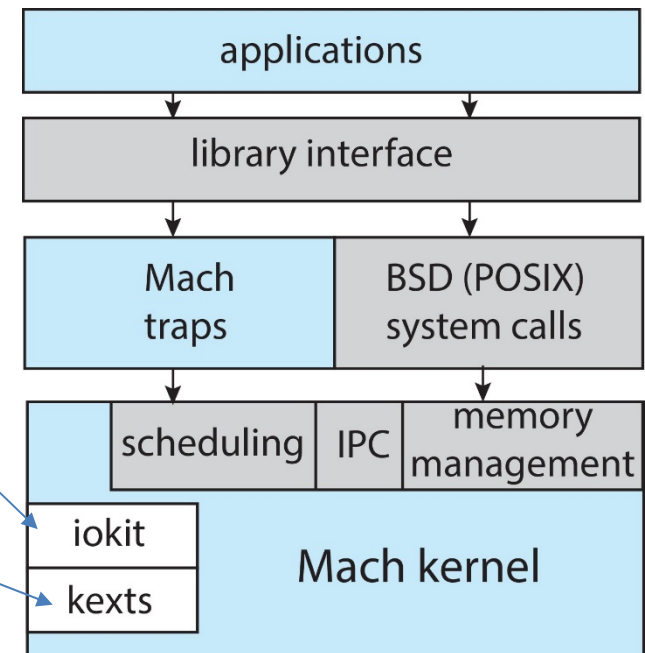 applications
library interface
Mach
traps
BSD (POSIX)
system calls
scheduling
IPC
memory
management
iokit
kexts
Mach kernel